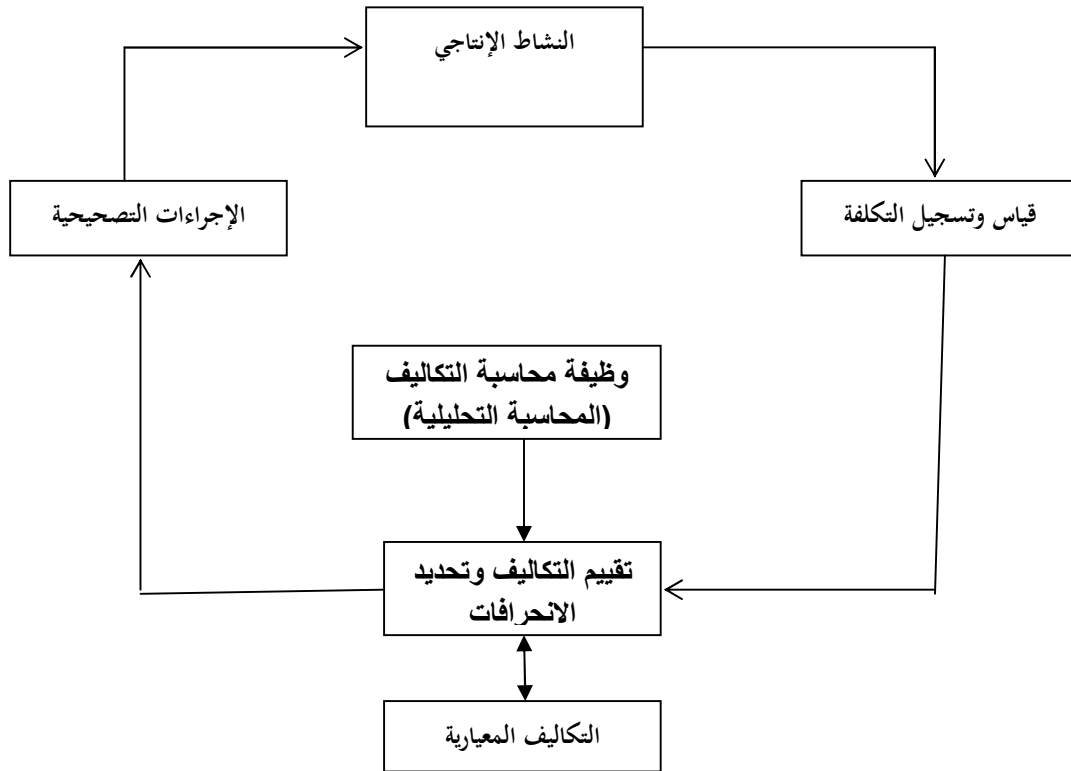 النشاط الإنتاجي
قياس وتسجيل التكلفة
الإجراءات التصحيحية
وظيفة محاسبة التكاليف
(المحاسبة التحليلية)
تقييم التكاليف وتحديد
الانحرافات
التكاليف المعيارية